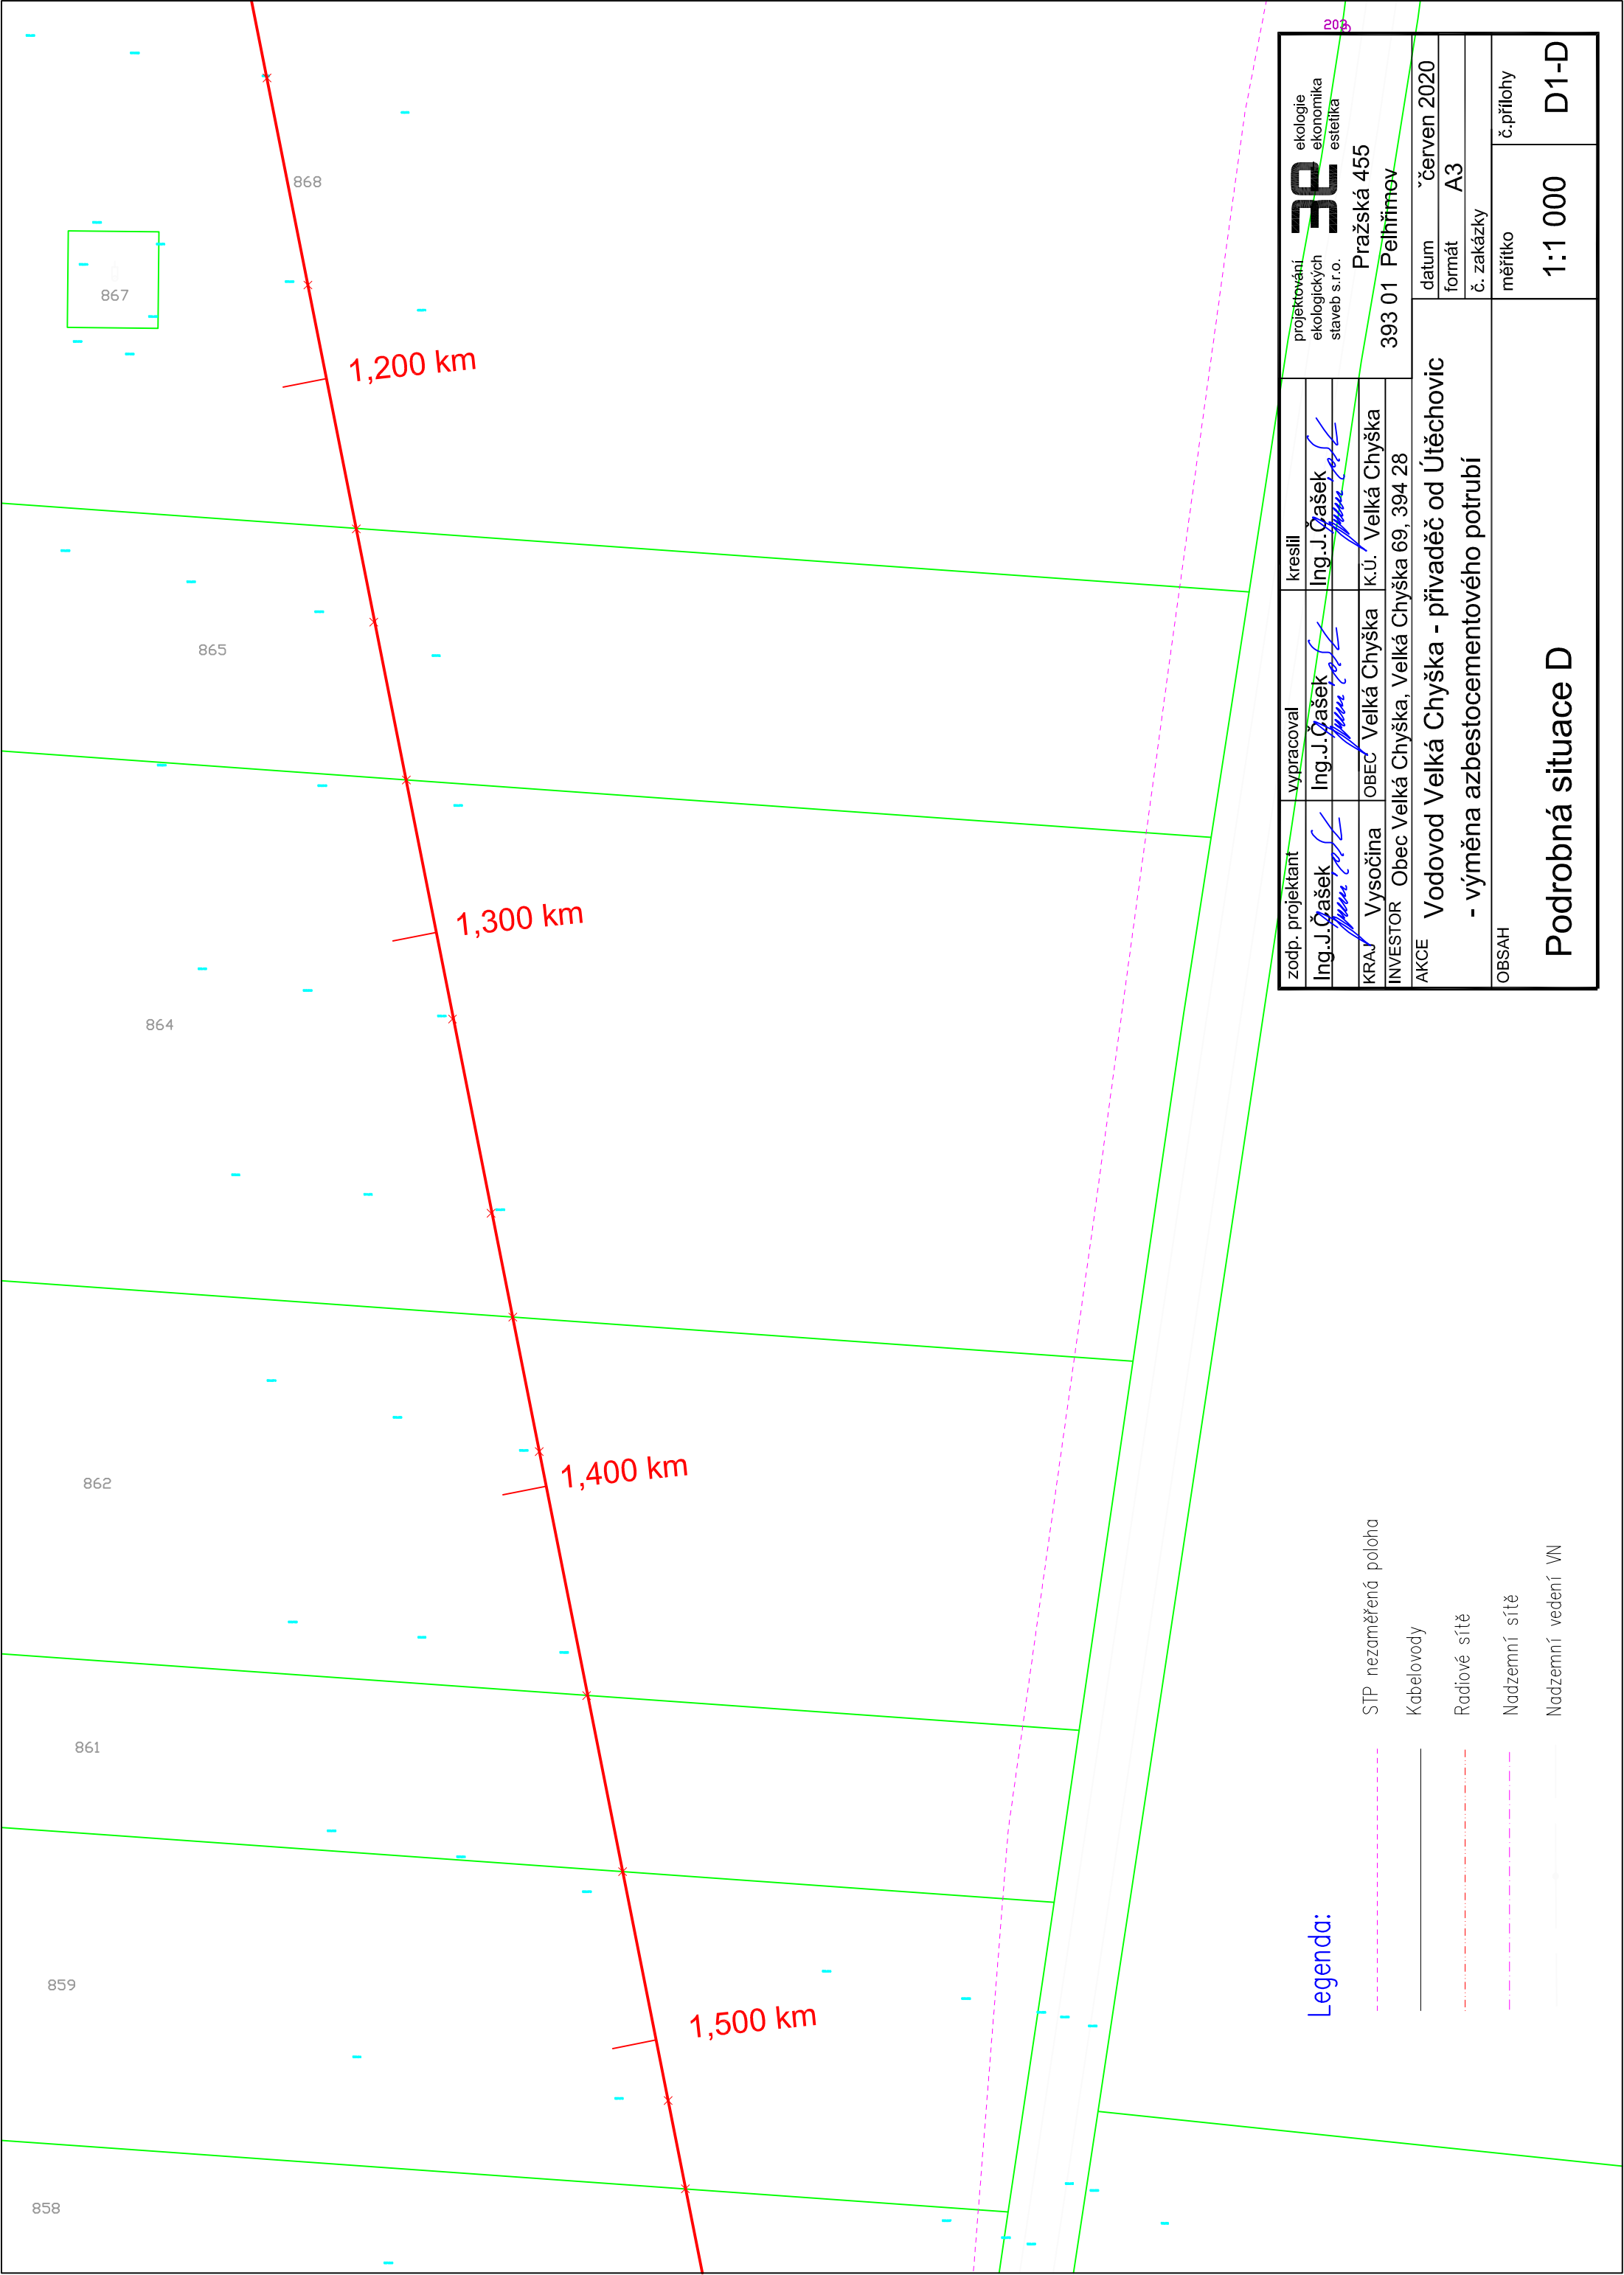 868
867
1,200 km
865
1,300 km
864
862
1,400 km
861
859
1,500 km
858
Legenda:
STP nezaměřená poloha
Kabelovody
Radiové sítě
Nadzemní sítě
Nadzemní vedení VN
zodp. projektant
vypracoval
kreslil
Ing.J.Čašek
Ing.J.Čašek
Ing.J.Čašek
KRAJ Vysočina
OBEC Velká Chyška
K.Ú. Velká Chyška
INVESTOR Obec Velká Chyška, Velká Chyška 69, 394 28
projektování
ekologických
staveb s.r.o.
3e
ekologie
ekonomika
estetika
Pražská 455
393 01 Pelhřimov
AKCE
Vodovod Velká Chyška - přivaděč od Útěchovic
- výměna azbestocementového potrubí
datum červen 2020
formát A3
č. zakázky
OBSAH
Podrobná situace D
měřítko
1:1 000
č.přílohy
D1-D